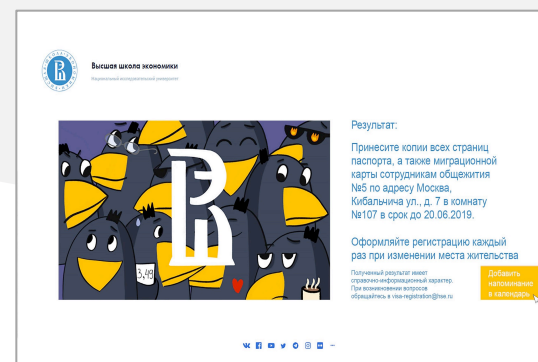 Высшая школа экономики
Национальный исследовательский университет
Результат:
Принесите копии всех страниц
паспорта, а также миграционной
карты сотрудникам общежития
№5 по адресу Москва,
Кибальчича ул., д. 7 в комнату
№107 в срок до 20.06.2019.
Оформляйте регистрацию каждый
раз при изменении места жительства
Полученный результат имеет
справочно-информационный характер.
При возникновении вопросов
обращайтесь в visa-registration@hse.ru
Добавить
напоминание
в календарь
3,49